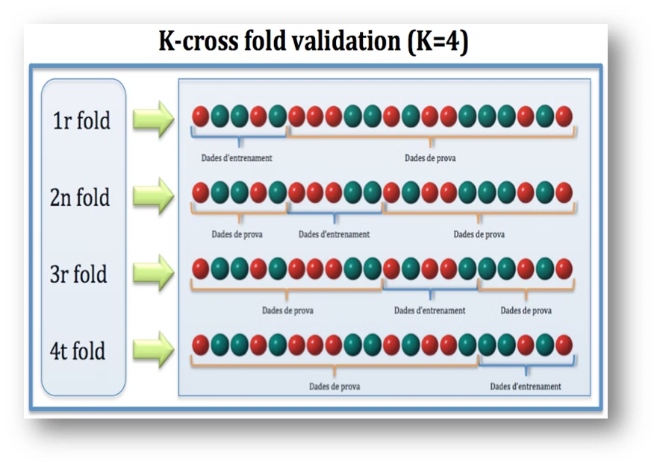 K-cross fold validation (K=4)
1r fold
Dades d'entrenament
Dades de prova
2n fold
Dades de prova
Dades d'entrenament
Dades de prova
3r fold
Dades de prova
Dades d'entrenament
Dades de prova
4t fold
Dades de prova
Dades d'entrenament